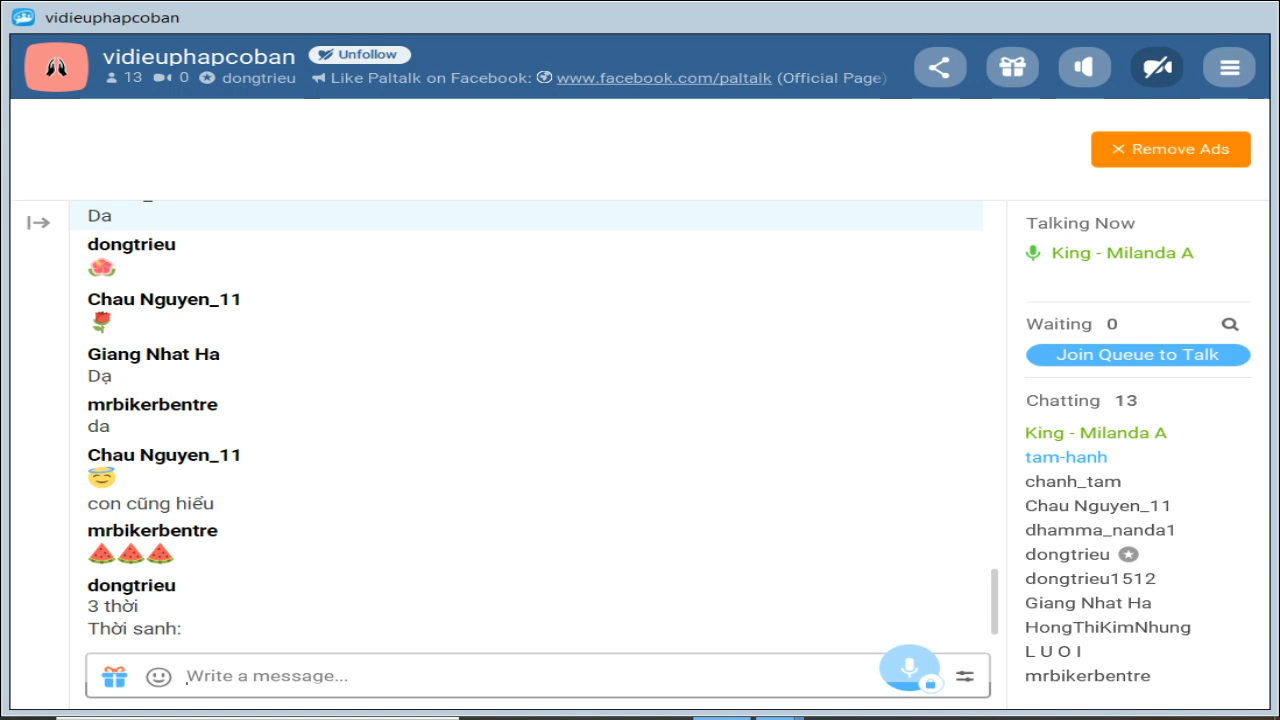 vidieuphapcoban
vidieuphapcoban Unfollow
13 0 dongtrieu Like Paltalk on Facebook: www.facebook.com/paltalk (Official Page)
Remove Ads
Da
dongtrieu
Chau Nguyen_11
Giang Nhat Ha
Dạ
mrbikerbentre
da
Chau Nguyen_11
con cũng hiểu
mrbikerbentre
dongtrieu
3 thời
Thời sanh:
Write a message...
Talking Now
King - Milanda A
Waiting 0
Join Queue to Talk
Chatting 13
King - Milanda A
tam-hanh
chanh_tam
Chau Nguyen_11
dhamma_nanda1
dongtrieu
dongtrieu1512
Giang Nhat Ha
HongThiKimNhung
L U O I
mrbikerbentre